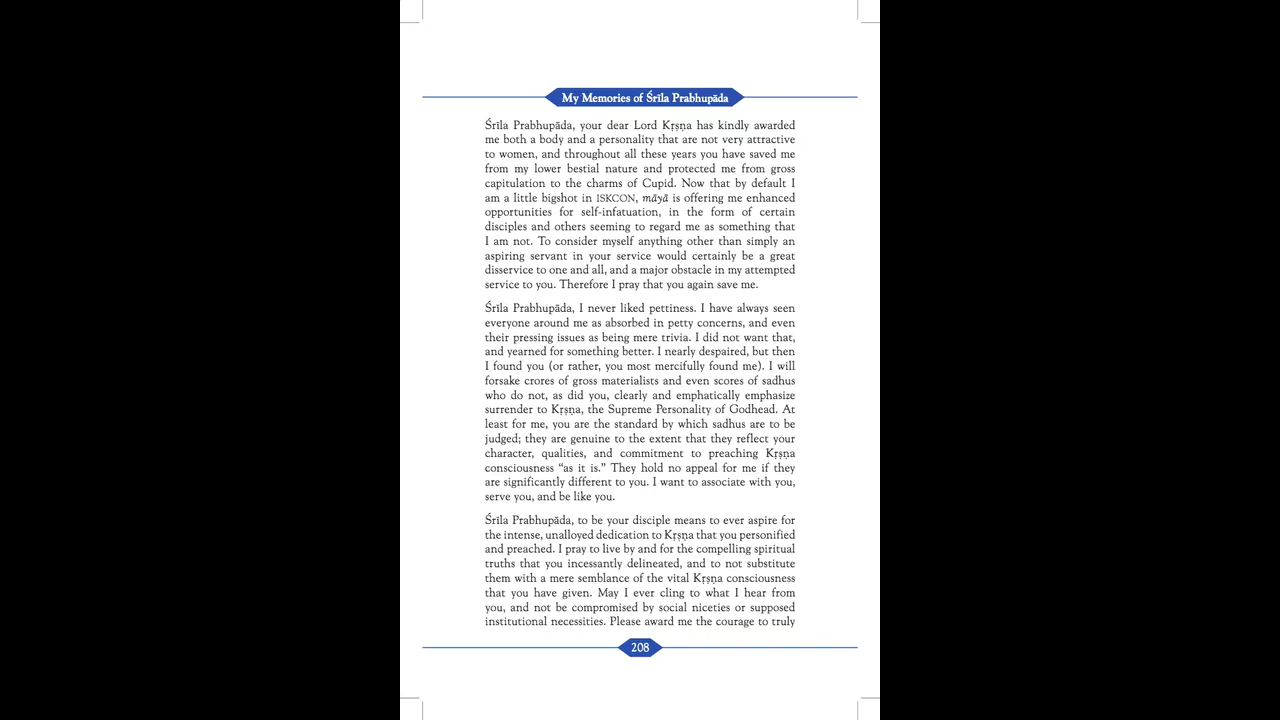 My Memories of Śrīla Prabhupāda
Śrīla Prabhupāda, your dear Lord Kṛṣṇa has kindly awarded
me both a body and a personality that are not very attractive
to women, and throughout all these years you have saved me
from my lower bestial nature and protected me from gross
capitulation to the charms of Cupid. Now that by default I
am a little bigshot in ISKCON, māyā is offering me enhanced
opportunities for self-infatuation, in the form of certain
disciples and others seeming to regard me as something that
I am not. To consider myself anything other than simply an
aspiring servant in your service would certainly be a great
disservice to one and all, and a major obstacle in my attempted
service to you. Therefore I pray that you again save me.
Śrīla Prabhupāda, I never liked pettiness. I have always seen
everyone around me as absorbed in petty concerns, and even
their pressing issues as being mere trivia. I did not want that,
and yearned for something better. I nearly despaired, but then
I found you (or rather, you most mercifully found me). I will
forsake crores of gross materialists and even scores of sadhus
who do not, as did you, clearly and emphatically emphasize
surrender to Kṛṣṇa, the Supreme Personality of Godhead. At
least for me, you are the standard by which sadhus are to be
judged; they are genuine to the extent that they reflect your
character, qualities, and commitment to preaching Kṛṣṇa
consciousness “as it is.” They hold no appeal for me if they
are significantly different to you. I want to associate with you,
serve you, and be like you.
Śrīla Prabhupāda, to be your disciple means to ever aspire for
the intense, unalloyed dedication to Kṛṣṇa that you personified
and preached. I pray to live by and for the compelling spiritual
truths that you incessantly delineated, and to not substitute
them with a mere semblance of the vital Kṛṣṇa consciousness
that you have given. May I ever cling to what I hear from
you, and not be compromised by social niceties or supposed
institutional necessities. Please award me the courage to truly
208